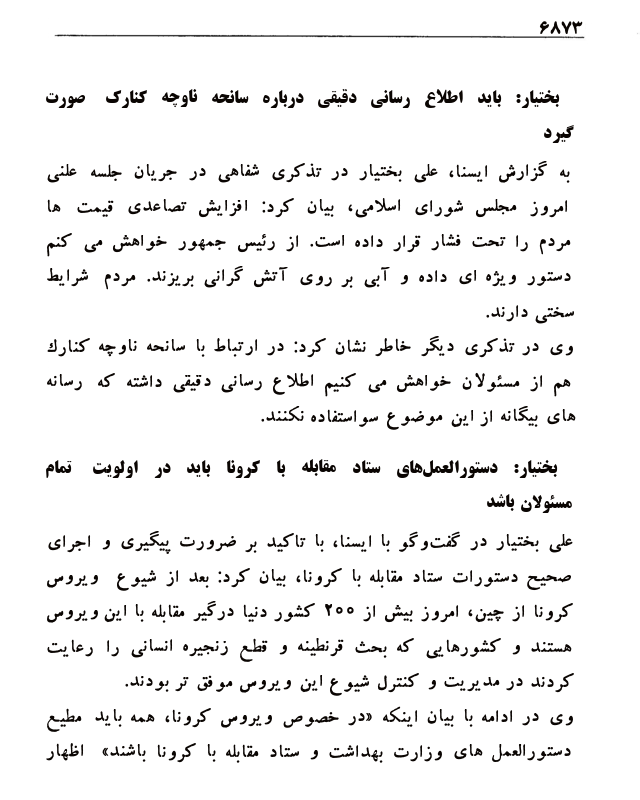 ۶۸۷۳
بختیار: باید اطلاع رسانی دقیقی درباره سانحه ناوچه کنارک صورت
گیرد
به گزارش ایسنا، علی بختیار در تذکری شفاهی در جریان جلسه علنی
امروز مجلس شورای اسلامی، بیان کرد: افزایش تصاعدی قیمت ها
مردم را تحت فشار قرار داده است. از رئیس جمهور خواهش می کنم
دستور ویژه ای داده و آبی بر روی آتش گرانی بریزند. مردم شرایط
سختی دارند.
وی در تذکری دیگر خاطر نشان کرد: در ارتباط با سانحه ناوچه کنارك
هم از مسئولان خواهش می کنیم اطلاع رسانی دقیقی داشته که رسانه
های بیگانه از این موضوع سواستفاده نکنند.
بختیار: دستورالعمل‌های ستاد مقابله با کرونا باید در اولویت تمام
مسئولان باشد
علی بختیار در گفت‌وگو با ایسنا، با تاکید بر ضرورت پیگیری و اجرای
صحیح دستورات ستاد مقابله با کرونا، بیان کرد: بعد از شیوع ویروس
کرونا از چین، امروز بیش از ۲۰۰ کشور دنیا درگیر مقابله با این ویروس
هستند و کشورهایی که بحث قرنطینه و قطع زنجیره انسانی را رعایت
کردند در مدیریت و کنترل شیوع این ویروس موفق تر بودند.
وی در ادامه با بیان اینکه «در خصوص ویروس کرونا، همه باید مطیع
دستورالعمل های وزارت بهداشت و ستاد مقابله با کرونا باشند» اظهار